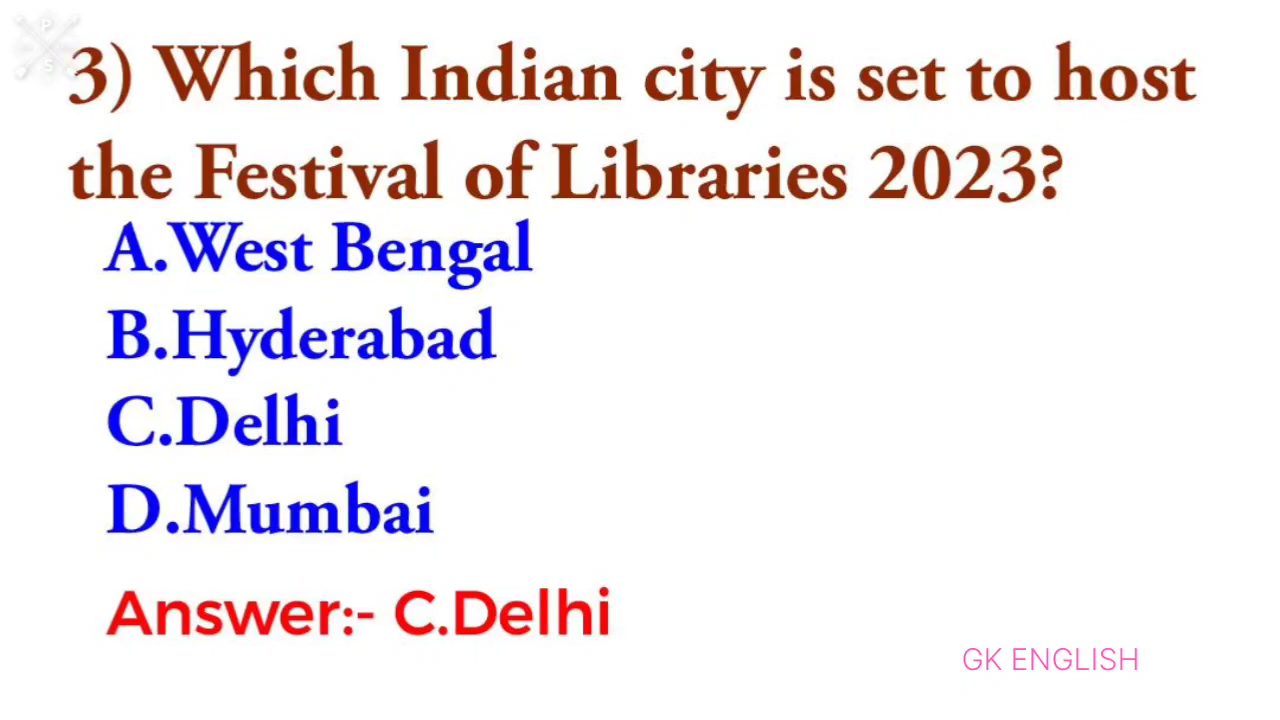 P
S
3) Which Indian city is set to host
the Festival of Libraries 2023?
A.West Bengal
B.Hyderabad
C.Delhi
D.Mumbai
Answer:- C.Delhi
GK ENGLISH